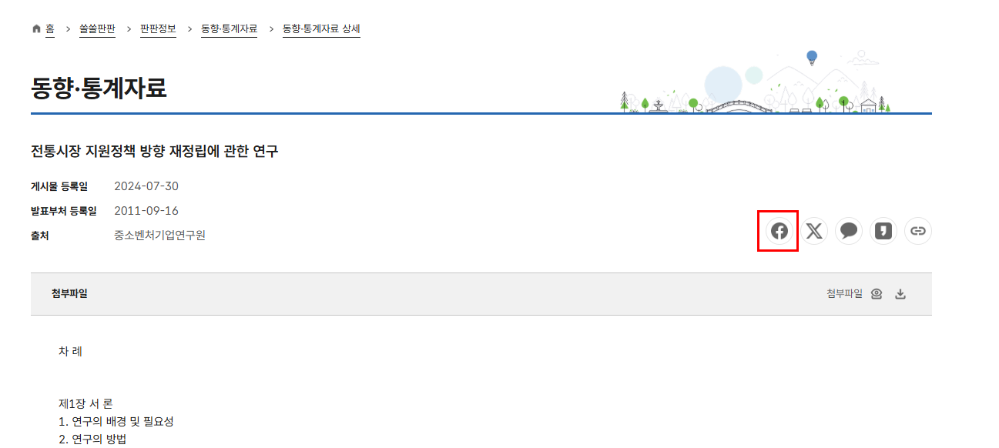 홈 > 쏠쏠판판 > 판판정보 > 동향·통계자료 > 동향·통계자료 상세
동향·통계자료
전통시장 지원정책 방향 재정립에 관한 연구
게시물 등록일 2024-07-30
발표부처 등록일 2011-09-16
출처 중소벤처기업연구원
첨부파일 첨부파일
차 례
제1장 서 론
1. 연구의 배경 및 필요성
2. 연구의 방법